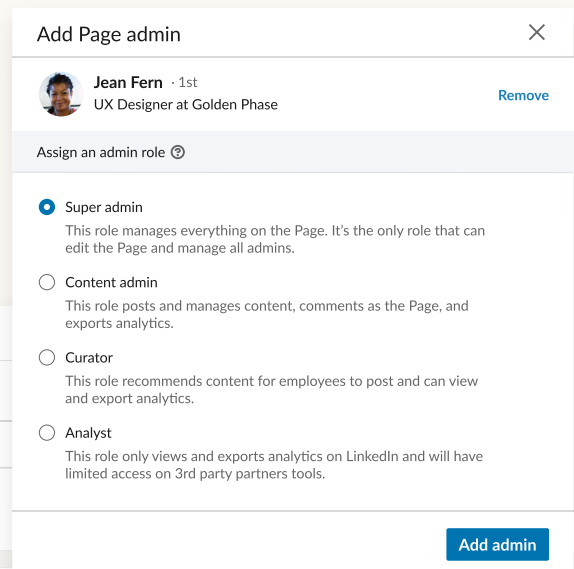 Add Page admin
Jean Fern · 1st
UX Designer at Golden Phase
Remove
Assign an admin role ?
Super admin
This role manages everything on the Page. It’s the only role that can
edit the Page and manage all admins.
Content admin
This role posts and manages content, comments as the Page, and
exports analytics.
Curator
This role recommends content for employees to post and can view
and export analytics.
Analyst
This role only views and exports analytics on LinkedIn and will have
limited access on 3rd party partners tools.
Add admin